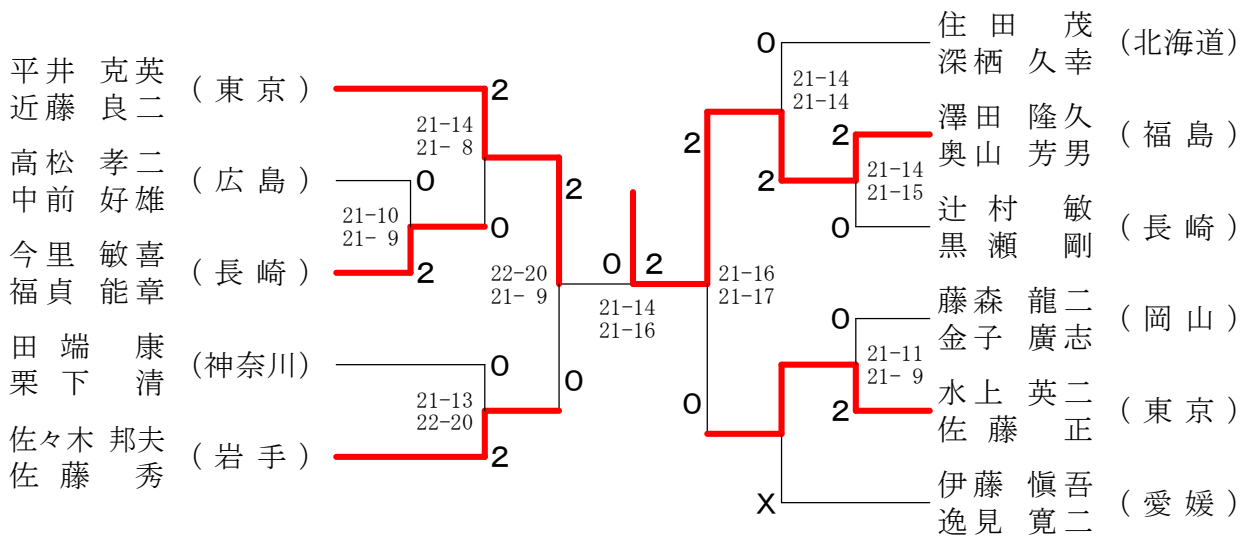 平井 克英
近藤 良二
(東京)
2
21-14
21- 8
高松 孝二
中前 好雄
(広島)
0
21-10
21- 9
0
今里 敏喜
福貞 能章
(長崎)
2
2
22-20
21- 9
田端 康
栗下 清
(神奈川)
0
21-13
22-20
0
佐々木 邦夫
佐藤 秀
(岩手)
2
0
2
21-14
21-16
住田 茂
深栖 久幸
(北海道)
0
21-14
21-14
2
澤田 隆久
奥山 芳男
(福島)
2
21-14
21-15
2
辻村 敏
黒瀬 剛
(長崎)
0
21-16
21-17
藤森 龍二
金子 廣志
(岡山)
0
21-11
21- 9
0
水上 英二
佐藤 正
(東京)
2
伊藤 愼吾
逸見 寛二
(愛媛)
X